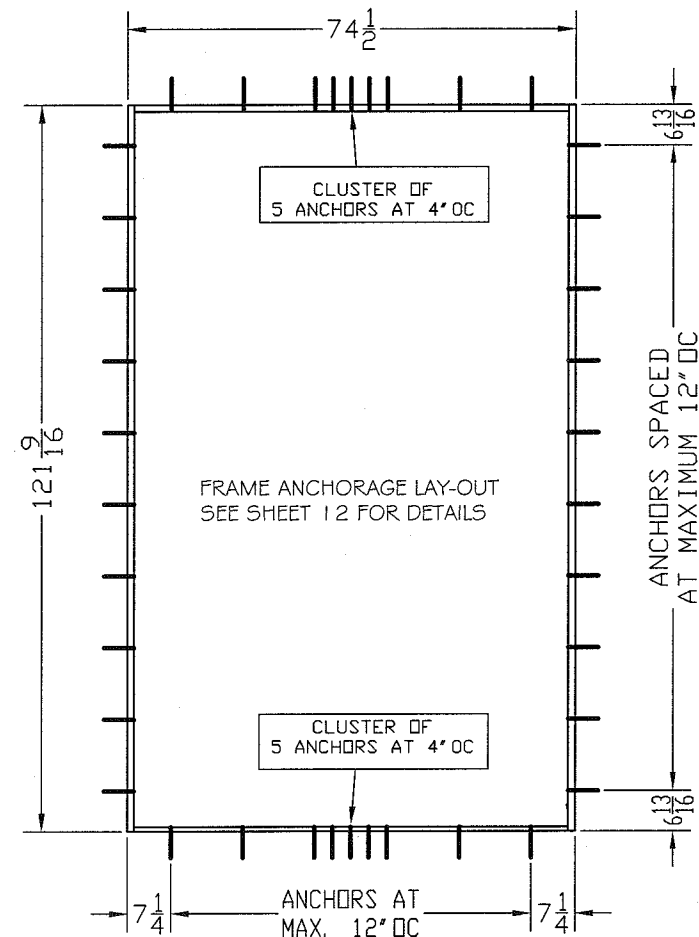 74 1/2
6 13/16
CLUSTER OF
5 ANCHORS AT 4" OC
121 9/16
ANCHORS SPACED
AT MAXIMUM 12" OC
FRAME ANCHORAGE LAY-OUT
SEE SHEET 12 FOR DETAILS
CLUSTER OF
5 ANCHORS AT 4" OC
6 13/16
7 1/4
ANCHORS AT
MAX. 12" OC
7 1/4